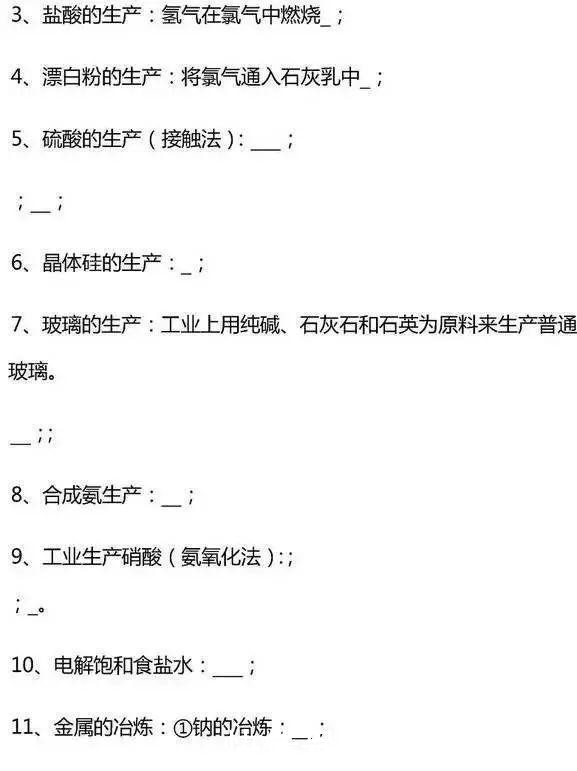 3、盐酸的生产：氢气在氯气中燃烧_；
4、漂白粉的生产：将氯气通入石灰乳中_；
5、硫酸的生产（接触法）：___；
；__；
6、晶体硅的生产：_；
7、玻璃的生产：工业上用纯碱、石灰石和石英为原料来生产普通
玻璃。
__；；
8、合成氨生产：__；
9、工业生产硝酸（氨氧化法）：；
；_。
10、电解饱和食盐水：___；
11、金属的冶炼：①钠的冶炼：__；